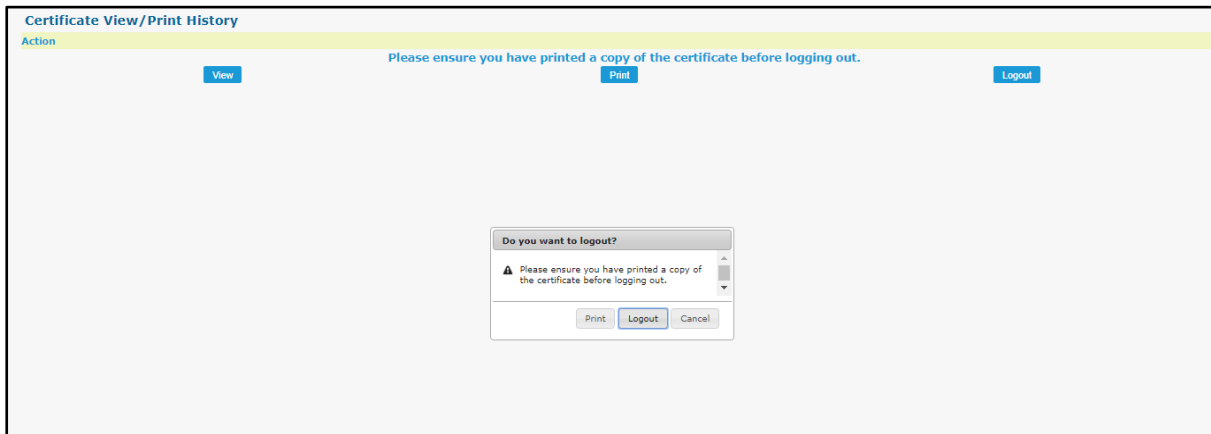 Certificate View/Print History
Action
Please ensure you have printed a copy of the certificate before logging out.
View Print Logout
Do you want to logout?
Please ensure you have printed a copy of
the certificate before logging out.
Print Logout Cancel